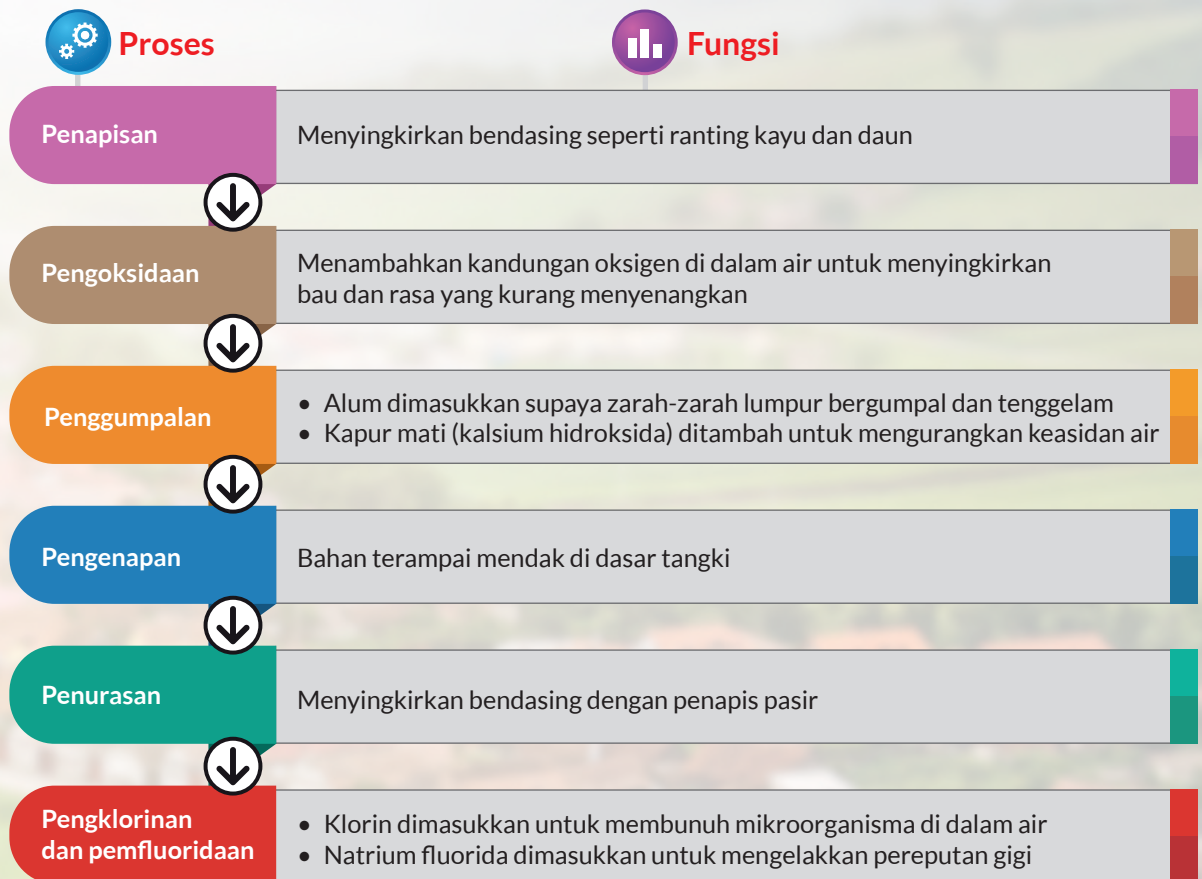 Proses
Fungsi
Penapisan
Menyingkirkan bendasing seperti ranting kayu dan daun
Pengoksidaan
Menambahkan kandungan oksigen di dalam air untuk menyingkirkan
bau dan rasa yang kurang menyenangkan
Penggumpalan
• Alum dimasukkan supaya zarah-zarah lumpur bergumpal dan tenggelam
• Kapur mati (kalsium hidroksida) ditambah untuk mengurangkan keasidan air
Pengenapan
Bahan terampai mendak di dasar tangki
Penurasan
Menyingkirkan bendasing dengan penapis pasir
Pengklorinan
dan pemfluoridaan
• Klorin dimasukkan untuk membunuh mikroorganisma di dalam air
• Natrium fluorida dimasukkan untuk mengelakkan pereputan gigi